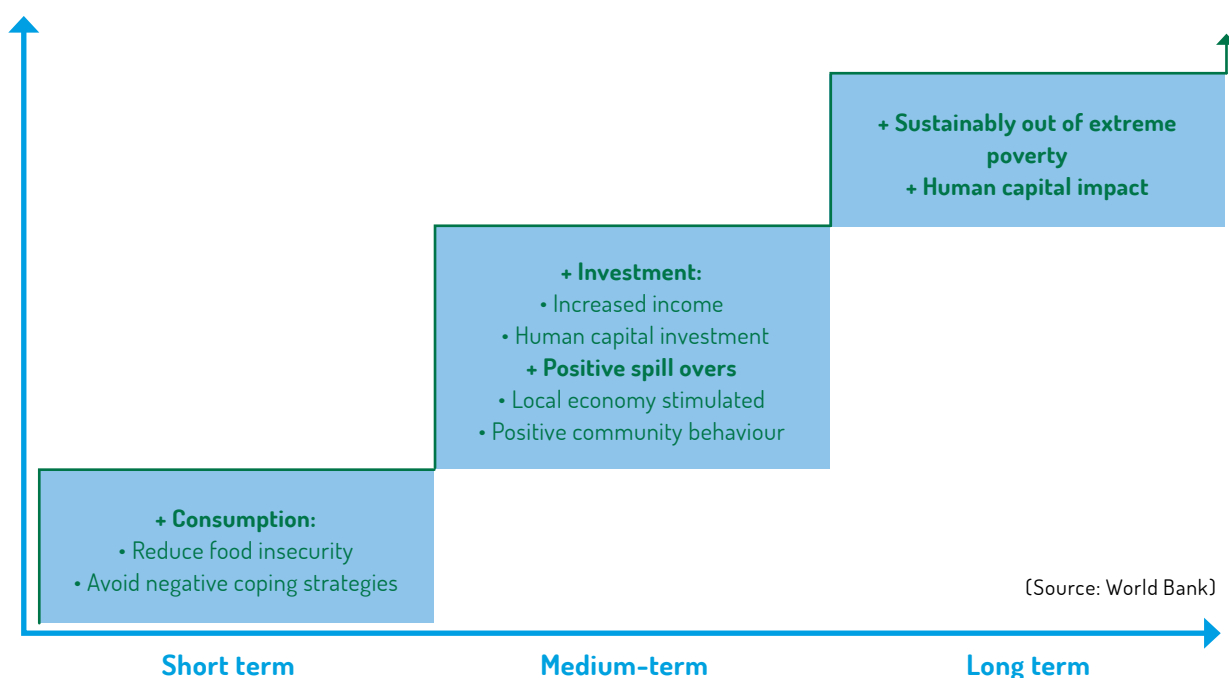 + Sustainably out of extreme
poverty
+ Human capital impact
+ Investment:
• Increased income
• Human capital investment
+ Positive spill overs
• Local economy stimulated
• Positive community behaviour
+ Consumption:
• Reduce food insecurity
• Avoid negative coping strategies
(Source: World Bank)
Short term
Medium-term
Long term